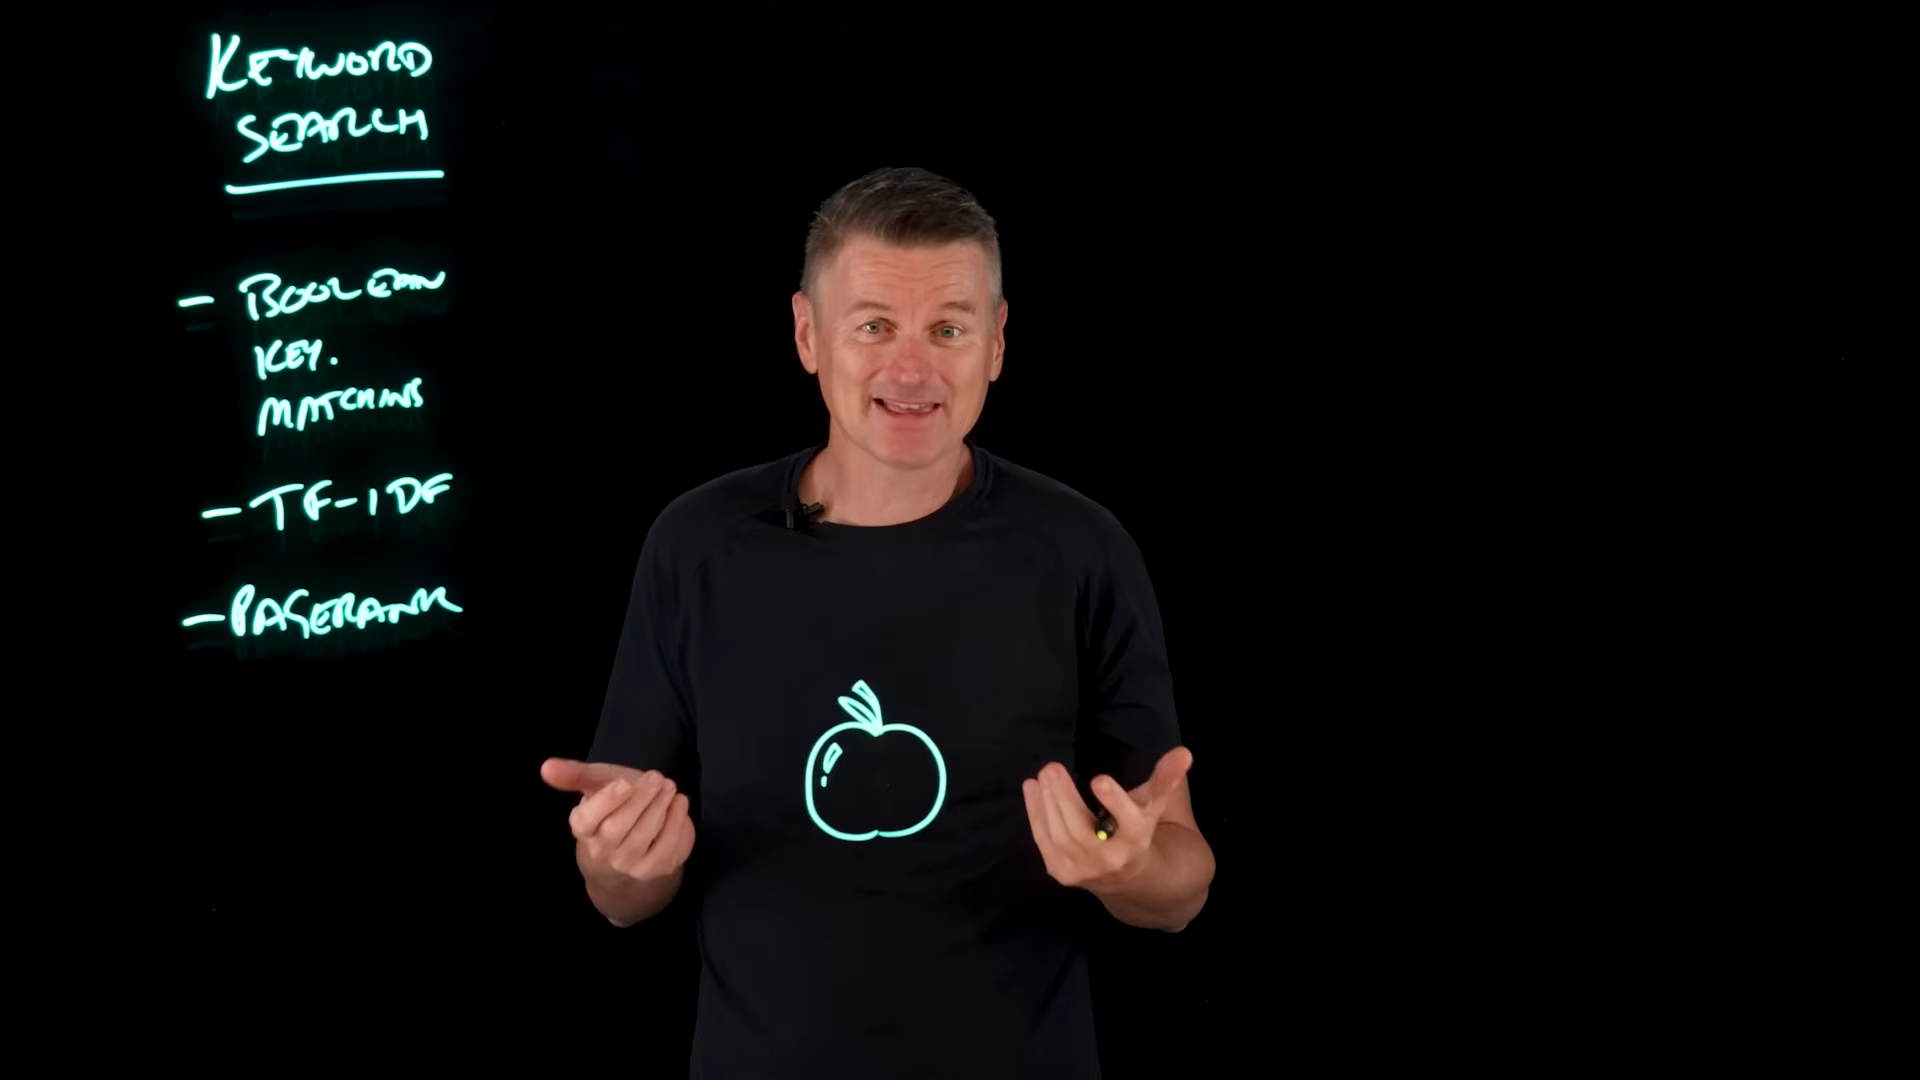 KEYWORD
SEARCH
- BOOLEAN
KEY.
MATCHING
- TF-IDF
- PAGERANK